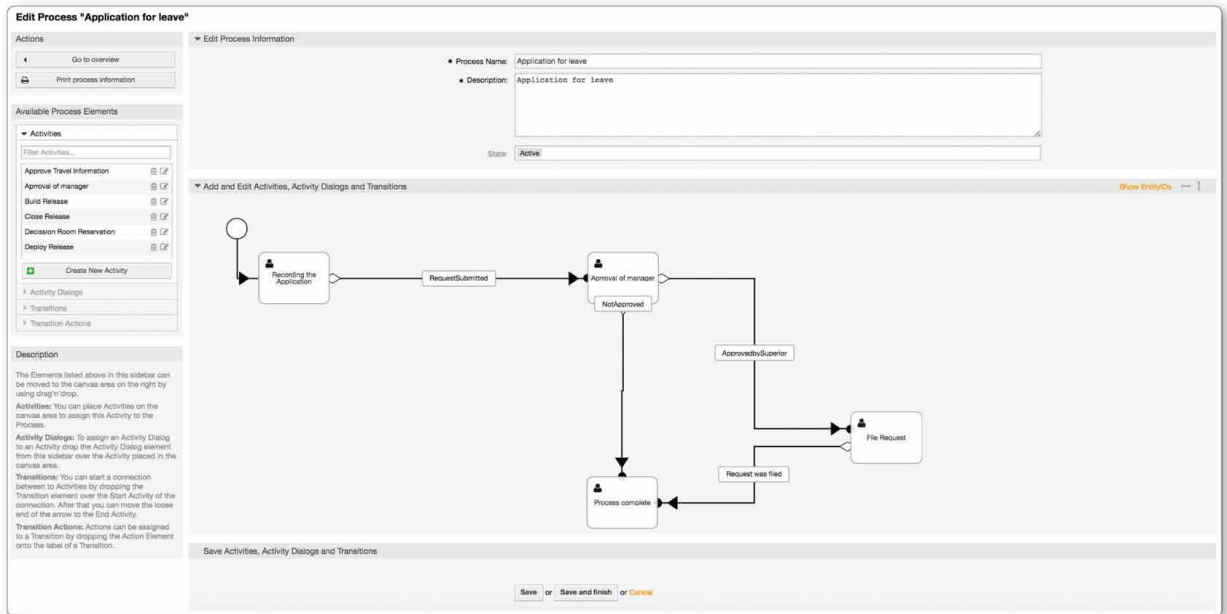 Edit Process "Application for leave"
Actions
Go to overview
Print process information
Available Process Elements
Activities
Filter Activities...
Approve Travel Information
Aprroval of manager
Build Release
Close Release
Decission Room Reservation
Deploy Release
Create New Activity
Activity Dialogs
Transitions
Transition Actions
Description
The Elements listed above in this sidebar can
be moved to the canvas area on the right by
using drag'n'drop.
Activities: You can place Activities on the
canvas area to assign this Activity to the
Process.
Activity Dialogs: To assign an Activity Dialog
to an Activity drop the Activity Dialog element
from this sidebar over the Activity placed in the
canvas area.
Transitions: You can start a connection
between to Activities by dropping the
Transition element over the Start Activity of the
connection. After that you can move the loose
end of the arrow to the End Activity.
Transition Actions: Actions can be assigned
to a Transition by dropping the Action Element
onto the label of a Transition.
Edit Process Information
★ Process Name: Application for leave
★ Description: Application for leave
State: Active
Add and Edit Activities, Activity Dialogs and Transitions
Show EntityIDs
Recording the
Application
RequestSubmitted
Aprroval of manager
NotApproved
ApprovedbySuperior
File Request
Request was filed
Process complete
Save Activities, Activity Dialogs and Transitions
Save or Save and finish or Cancel